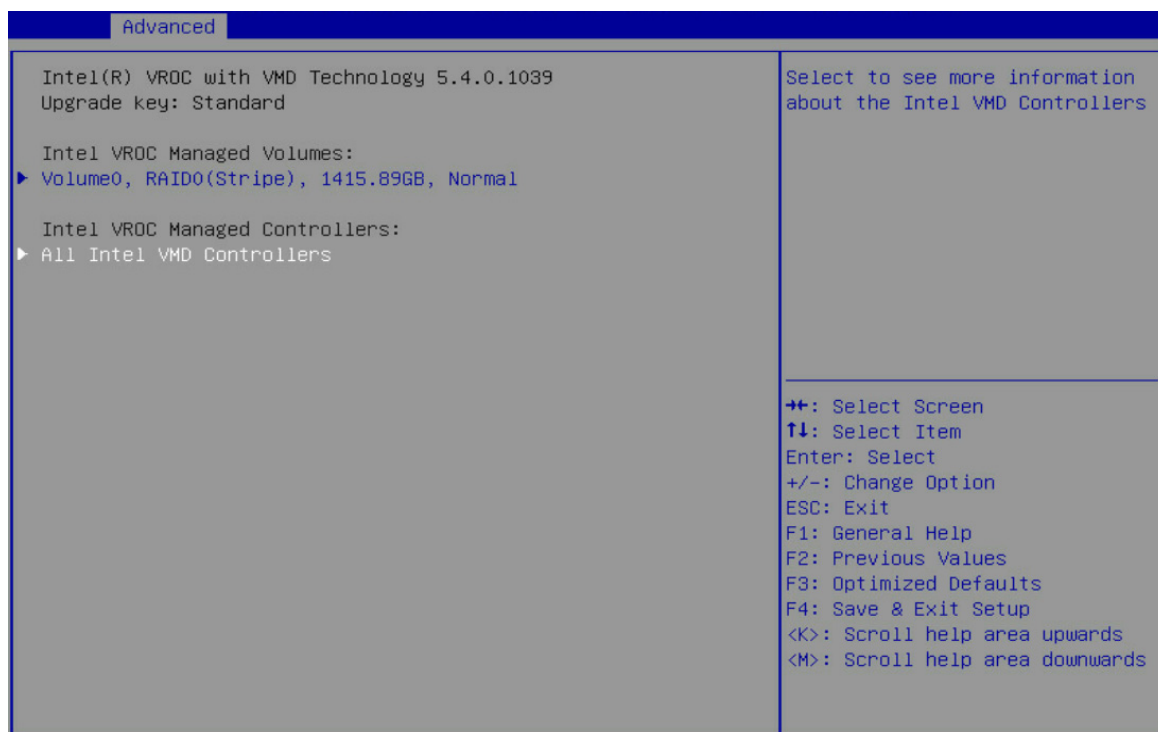 Advanced
Intel(R) VROC with VMD Technology 5.4.0.1039
Upgrade key: Standard
Intel VROC Managed Volumes:
Volume0, RAID0(Stripe), 1415.89GB, Normal
Intel VROC Managed Controllers:
All Intel VMD Controllers
Select to see more information
about the Intel VMD Controllers
→←: Select Screen
↑↓: Select Item
Enter: Select
+/-: Change Option
ESC: Exit
F1: General Help
F2: Previous Values
F3: Optimized Defaults
F4: Save & Exit Setup
<K>: Scroll help area upwards
<M>: Scroll help area downwards